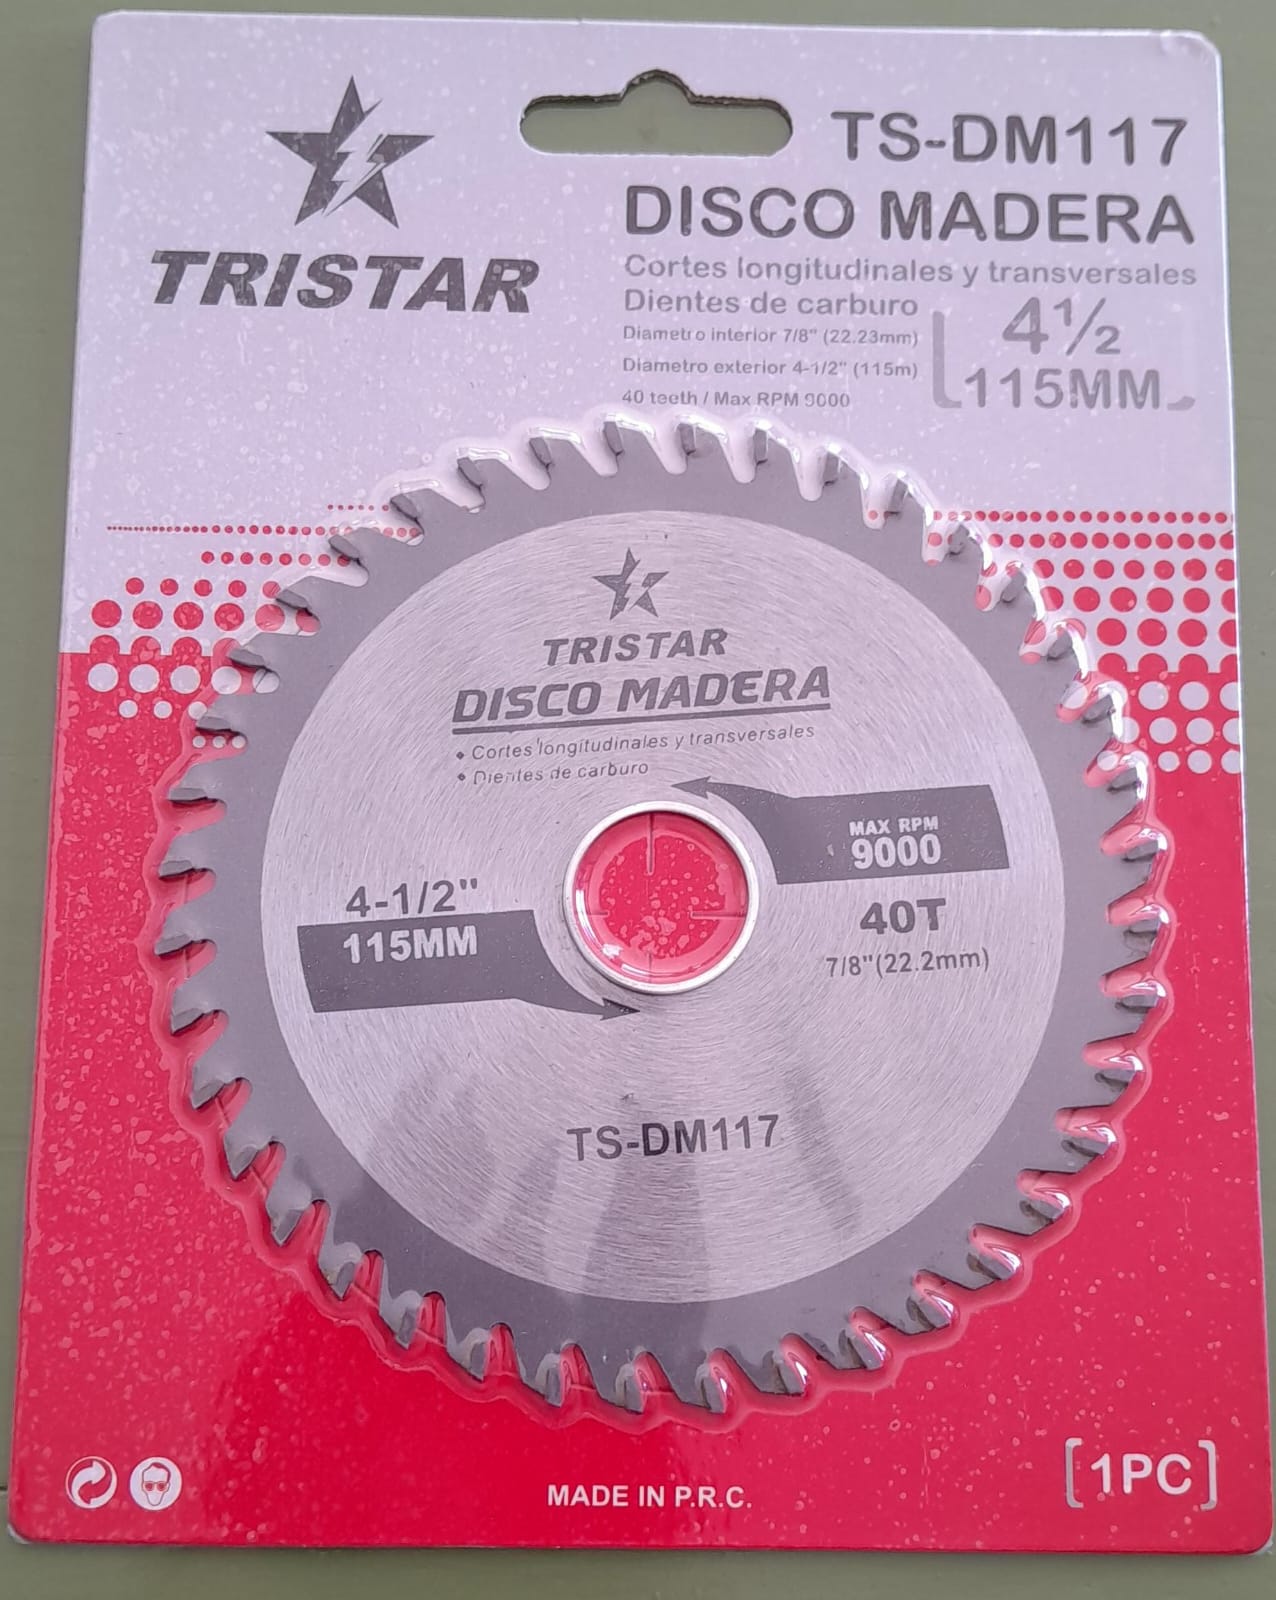 TS-DM117
TRISTAR
DISCO MADERA
Cortes longitudinales y transversales
Dientes de carburo
Diametro interior 7/8" (22.23mm)
Diametro exterior 4-1/2" (115m)
40 teeth / Max RPM 9000
4½
115MM
TRISTAR
DISCO MADERA
• Cortes longitudinales y transversales
• Dientes de carburo
MAX RPM
9000
40T
7/8"(22.2mm)
4-1/2"
115MM
TS-DM117
MADE IN P.R.C.
[1PC]